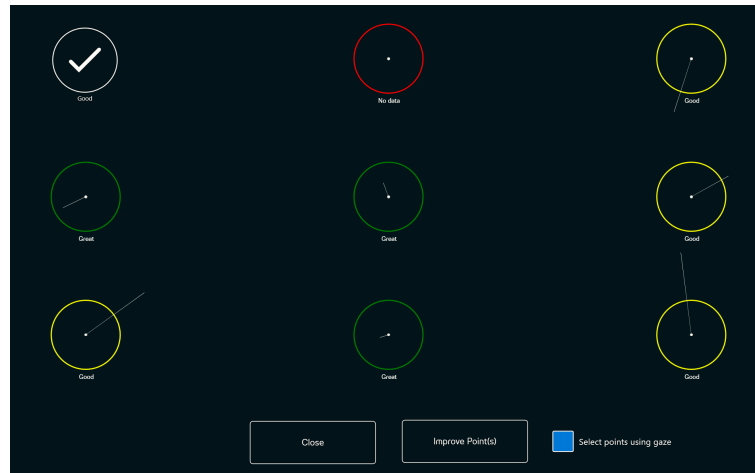 Good
No data
Good
Great
Great
Good
Good
Great
Good
Close
Improve Point(s)
Select points using gaze